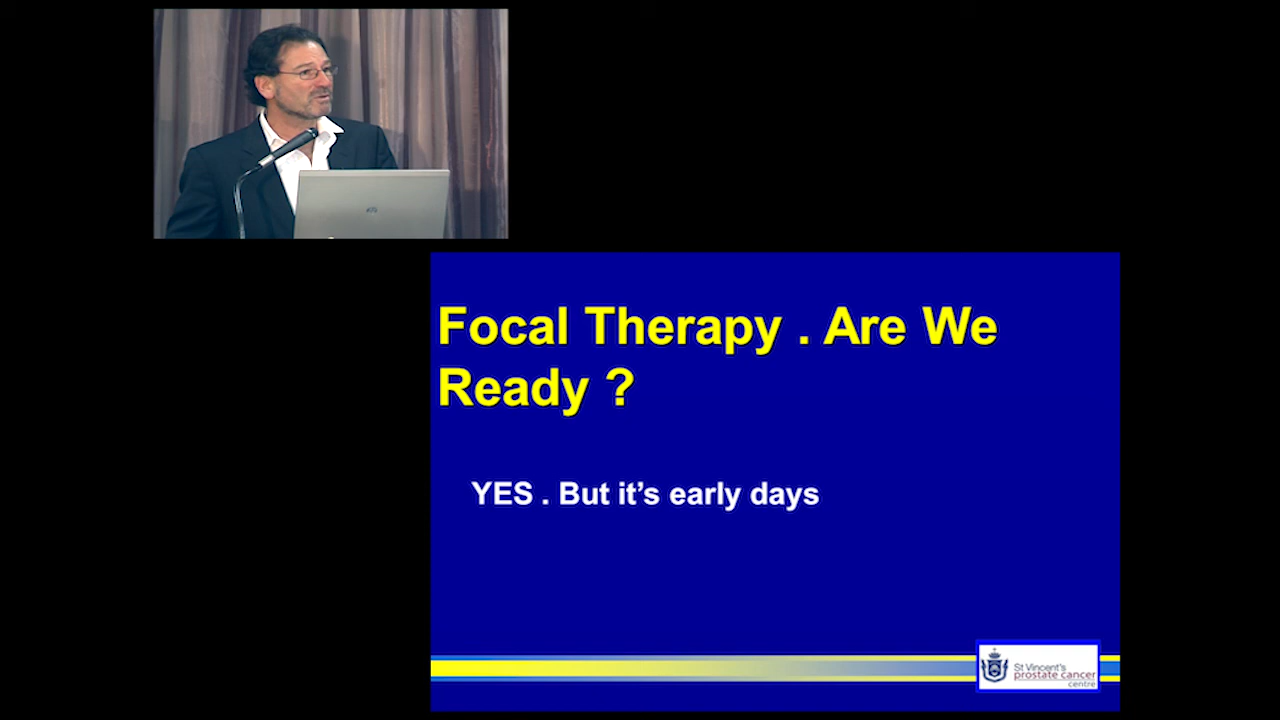 Focal Therapy . Are We
Ready ?
YES . But it’s early days
St Vincent's
prostate cancer
centre